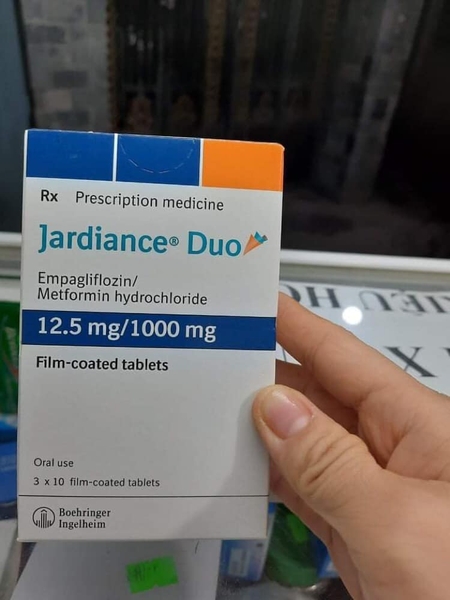 Rx Prescription medicine
Jardiance® Duo
Empagliflozin/
Metformin hydrochloride
12.5 mg/1000 mg
Film-coated tablets
Oral use
3 x 10 film-coated tablets
Boehringer
Ingelheim